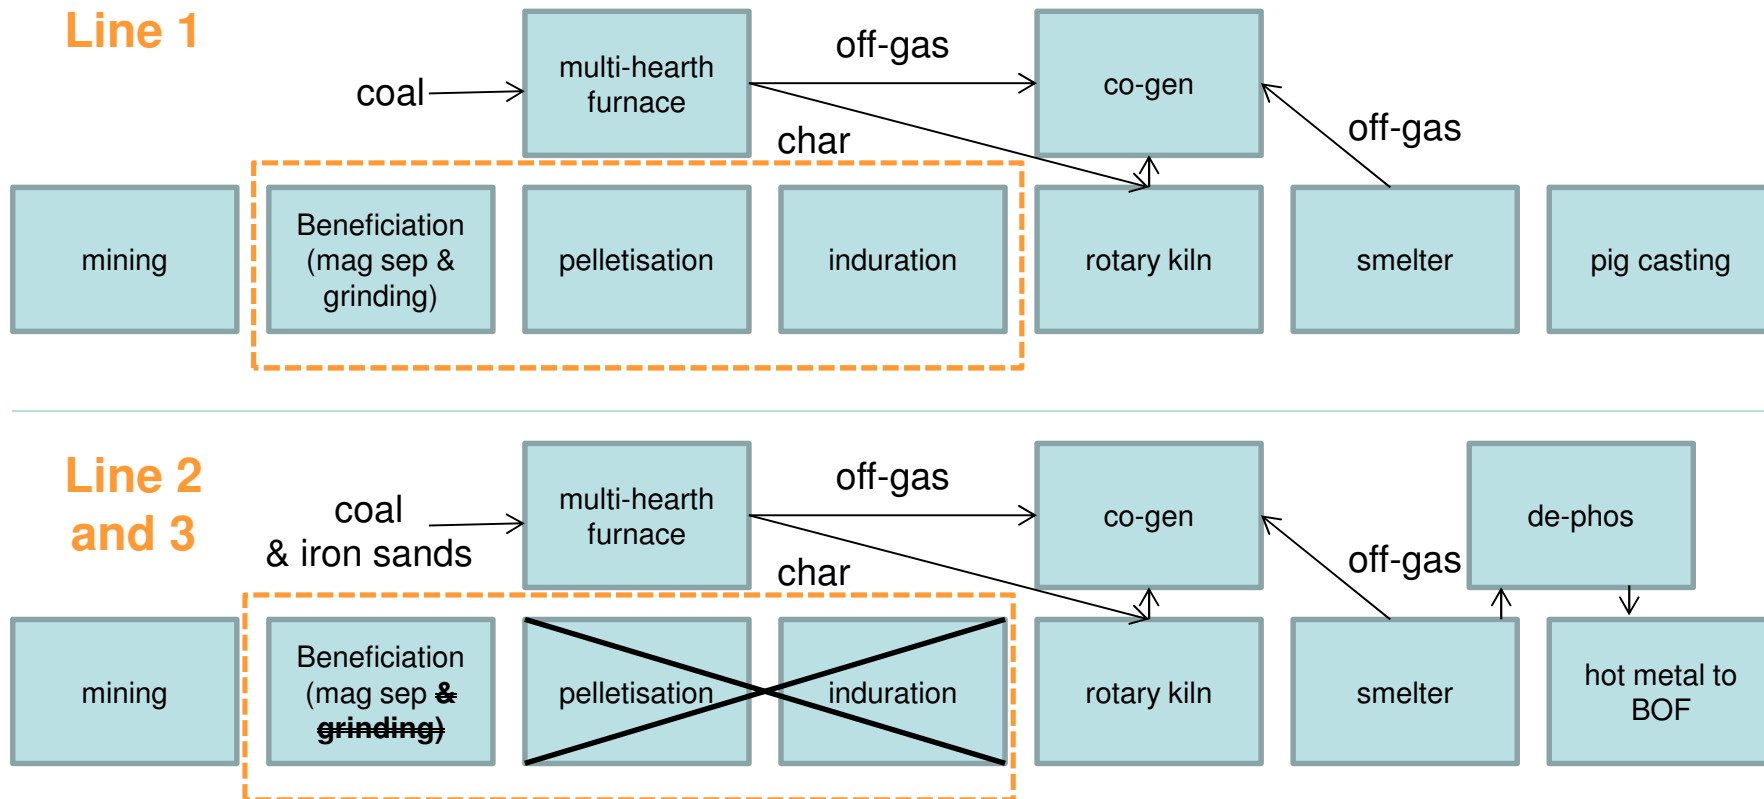 Line 1
off-gas
multi-hearth
furnace
co-gen
coal
off-gas
char
mining
Beneficiation
(mag sep &
grinding)
pelletisation
induration
rotary kiln
smelter
pig casting
Line 2
and 3
off-gas
multi-hearth
furnace
co-gen
de-phos
coal
& iron sands
off-gas
char
mining
Beneficiation
(mag sep &
grinding)
pelletisation
induration
rotary kiln
smelter
hot metal to
BOF